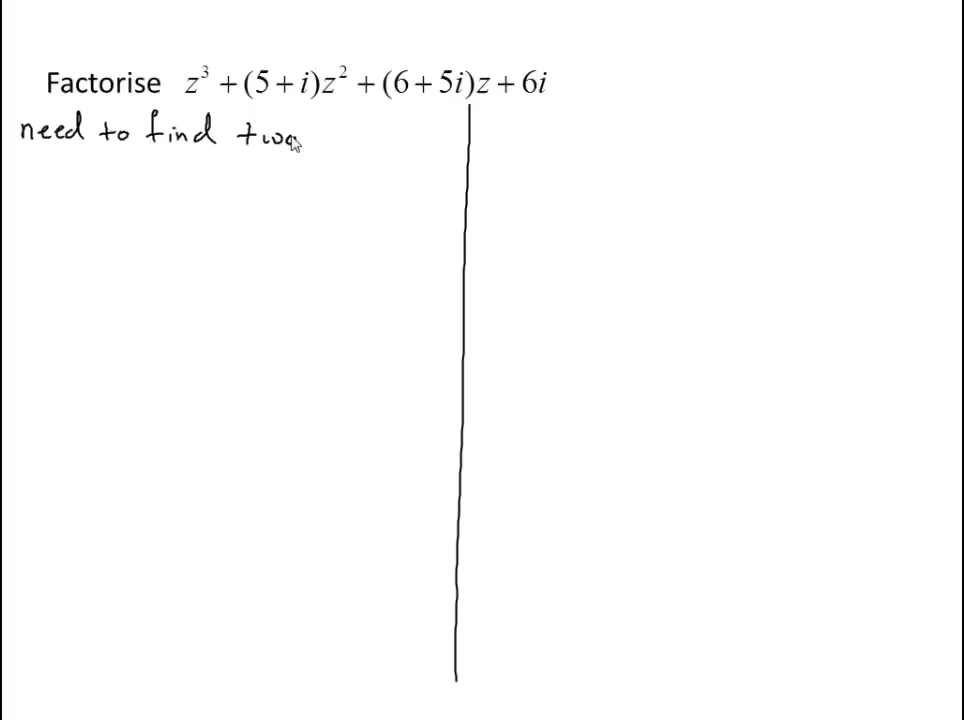 Factorise z³ + (5 + i)z² + (6 + 5i)z + 6i
need to find two